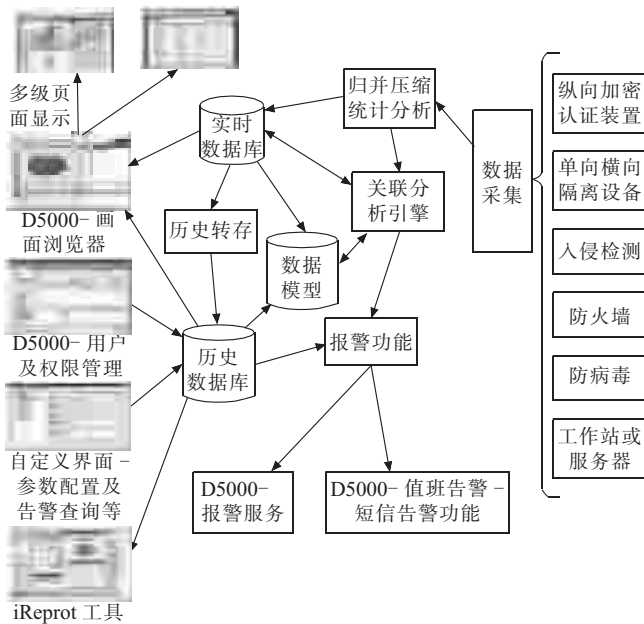 多级页
面显示
D5000-画
面浏览器
D5000-用户
及权限管理
自定义界面-
参数配置及
告警查询等
iReprot 工具
实时
数据库
历史转存
数据
模型
历史
数据库
归并压缩
统计分析
关联分
析引擎
报警功能
D5000-
报警服务
D5000-值班告警-
短信告警功能
数据
采集
纵向加密
认证装置
单向横向
隔离设备
入侵检测
防火墙
防病毒
工作站或
服务器